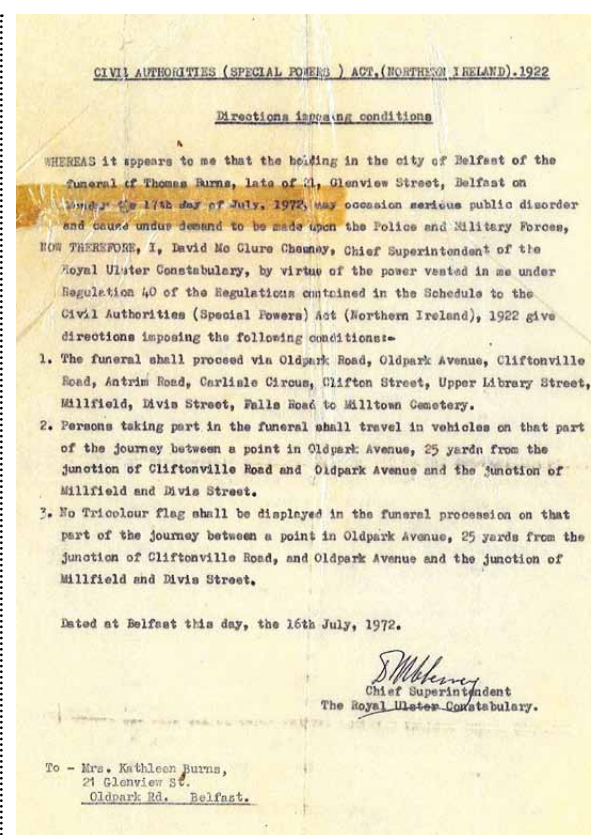 CIVIL AUTHORITIES (SPECIAL POWERS ) ACT,(NORTHERN IRELAND).1922
Directions imposing conditions
WHEREAS it appears to me that the holding in the city of Belfast of the
funeral of Thomas Burns, late of 21, Glenview Street, Belfast on
Monday the 17th day of July, 1972, may occasion serious public disorder
and cause undue demand to be made upon the Police and Military Forces,
NOW THEREFORE, I, David Mc Clure Chesney, Chief Superintendent of the
Royal Ulster Constabulary, by virtue of the power vested in me under
Regulation 40 of the Regulations contained in the Schedule to the
Civil Authorities (Special Powers) Act (Northern Ireland), 1922 give
directions imposing the following conditions:-
1. The funeral shall proceed via Oldpark Road, Oldpark Avenue, Cliftonville
Road, Antrim Road, Carlisle Circus, Clifton Street, Upper Library Street,
Millfield, Divis Street, Falls Road to Milltown Cemetery.
2. Persons taking part in the funeral shall travel in vehicles on that part
of the journey between a point in Oldpark Avenue, 25 yards from the
junction of Cliftonville Road and Oldpark Avenue and the junction of
Millfield and Divis Street.
3. No Tricolour flag shall be displayed in the funeral procession on that
part of the journey between a point in Oldpark Avenue, 25 yards from the
junction of Cliftonville Road, and Oldpark Avenue and the junction of
Millfield and Divis Street.
Dated at Belfast this day, the 16th July, 1972.
Chief Superintendent
The Royal Ulster Constabulary.
To - Mrs. Kathleen Burns,
21 Glenview St.
Oldpark Rd. Belfast.